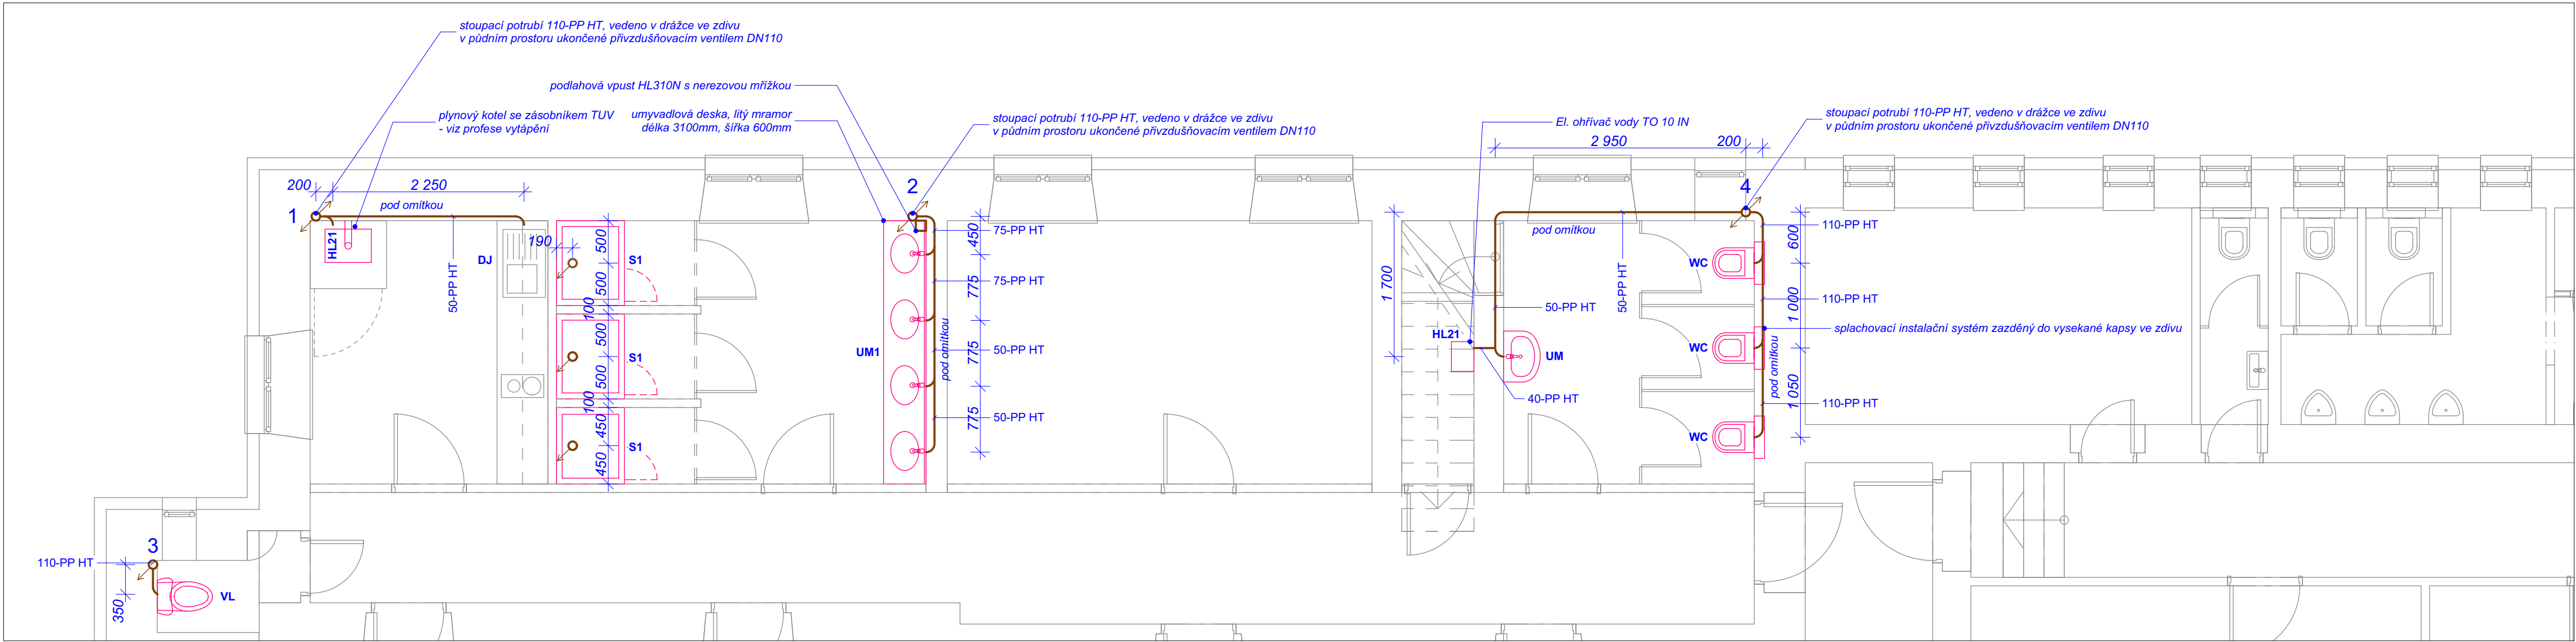 stoupací potrubí 110-PP HT, vedeno v drážce ve zdivu
v půdním prostoru ukončené přivzdušňovacím ventilem DN110
podlahová vpust HL310N s nerezovou mřížkou
plynový kotel se zásobníkem TUV
- viz profese vytápění
umyvadlová deska, litý mramor
délka 3100mm, šířka 600mm
stoupací potrubí 110-PP HT, vedeno v drážce ve zdivu
v půdním prostoru ukončené přivzdušňovacím ventilem DN110
El. ohřívač vody TO 10 IN
stoupací potrubí 110-PP HT, vedeno v drážce ve zdivu
v půdním prostoru ukončené přivzdušňovacím ventilem DN110
2 950
200
200
2 250
1
2
4
pod omítkou
HL21
DJ
50-PP HT
190
500
500
100
500
500
100
450
450
S1
S1
S1
UM1
75-PP HT
75-PP HT
50-PP HT
50-PP HT
450
775
775
775
pod omítkou
1 700
pod omítkou
50-PP HT
50-PP HT
HL21
UM
40-PP HT
WC
WC
WC
110-PP HT
110-PP HT
110-PP HT
600
1 000
1 050
pod omítkou
splachovací instalační systém zazděný do vysekané kapsy ve zdivu
3
110-PP HT
350
VL